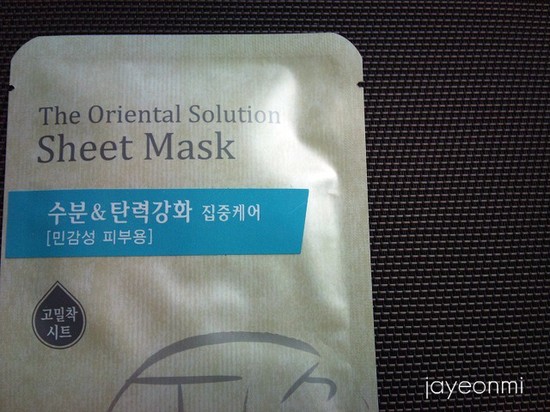 The Oriental Solution
Sheet Mask
수분&탄력강화 집중케어
[민감성 피부용]
고밀착
시트
jayeonmi